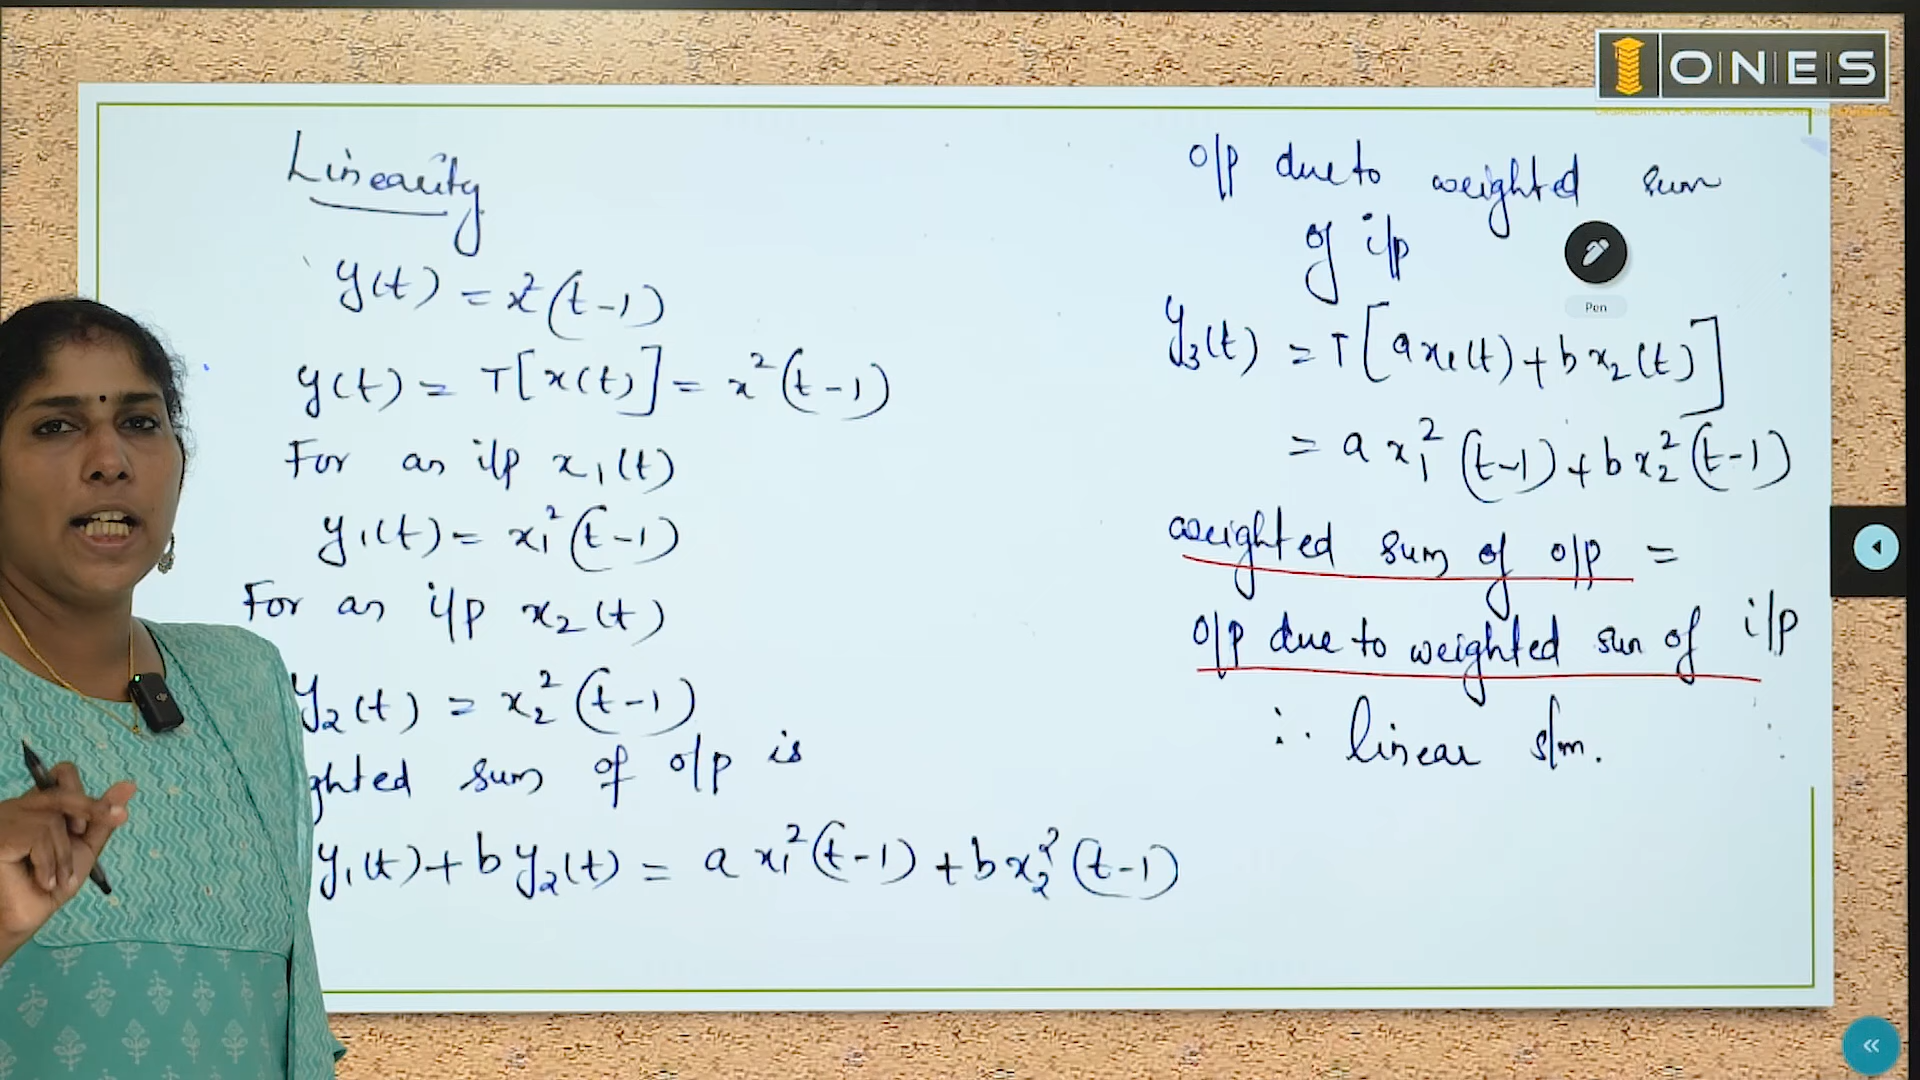 IONES
Linearity
y(t) = x²(t-1)
y(t) = T[x(t)] = x²(t-1)
For an i/p x₁(t)
y₁(t) = x₁²(t-1)
For an i/p x₂(t)
y₂(t) = x₂²(t-1)
ghted sum of o/p is
y₁(t) + b y₂(t) = a x₁²(t-1) + b x₂²(t-1)
o/p due to weighted sum
of i/p
Pen
y₃(t) = T[a x₁(t) + b x₂(t)]
= a x₁²(t-1) + b x₂²(t-1)
weighted sum of o/p =
o/p due to weighted sum of i/p
∴ linear s/m.